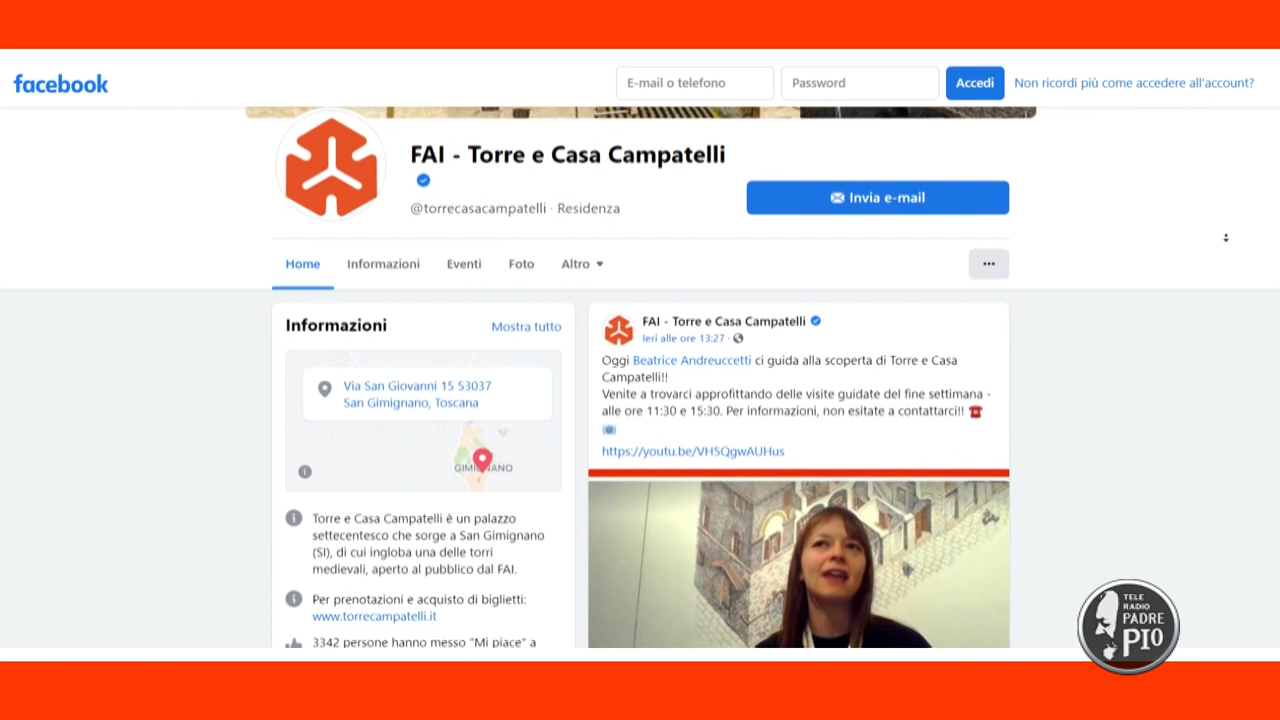 facebook
E-mail o telefono
Password
Accedi
Non ricordi più come accedere all'account?
FAI - Torre e Casa Campatelli
@torrecasacampatelli · Residenza
Invia e-mail
Home
Informazioni
Eventi
Foto
Altro
Informazioni
Mostra tutto
Via San Giovanni 15 53037
San Gimignano, Toscana
Torre e Casa Campatelli è un palazzo
settecentesco che sorge a San Gimignano
(SI), di cui ingloba una delle torri
medievali, aperto al pubblico dal FAI.
Per prenotazioni e acquisto di biglietti:
www.torrecampatelli.it
3342 persone hanno messo "Mi piace" a
FAI - Torre e Casa Campatelli
Ieri alle ore 13:27 ·
Oggi Beatrice Andreuccetti ci guida alla scoperta di Torre e Casa
Campatelli!!
Venite a trovarci approfittando delle visite guidate del fine settimana -
alle ore 11:30 e 15:30. Per informazioni, non esitate a contattarci!! ☎️
📧
https://youtu.be/VH5QgwAUHus
TELE
RADIO
PADRE
PIO